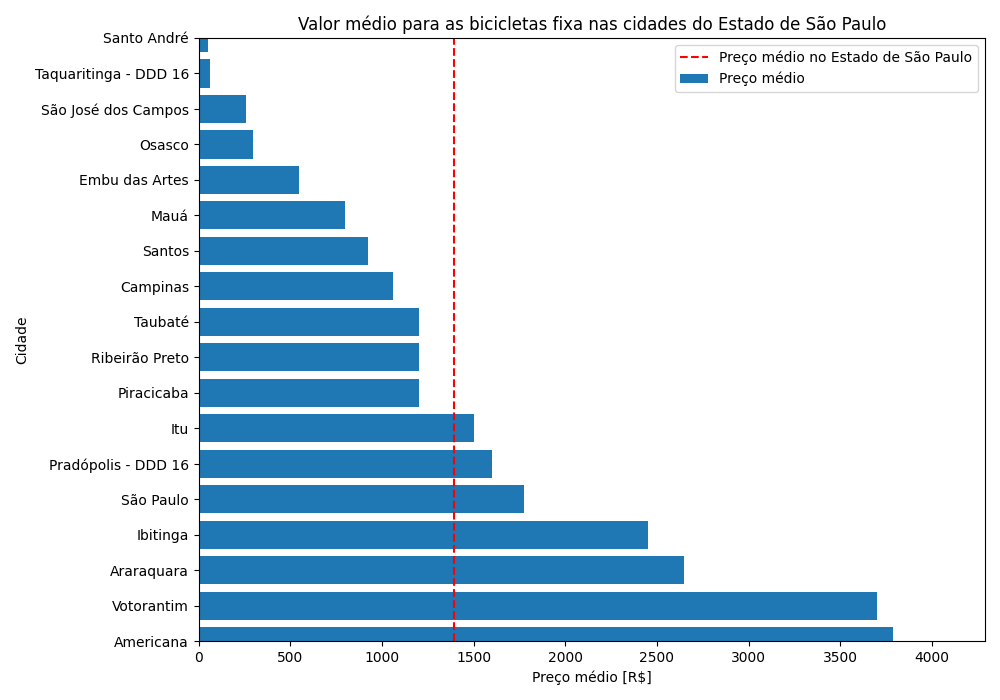 Valor médio para as bicicletas fixa nas cidades do Estado de São Paulo
Preço médio no Estado de São Paulo
Preço médio
Cidade
Santo André
Taquaritinga - DDD 16
São José dos Campos
Osasco
Embu das Artes
Mauá
Santos
Campinas
Taubaté
Ribeirão Preto
Piracicaba
Itu
Pradópolis - DDD 16
São Paulo
Ibitinga
Araraquara
Votorantim
Americana
0 500 1000 1500 2000 2500 3000 3500 4000
Preço médio [R$]